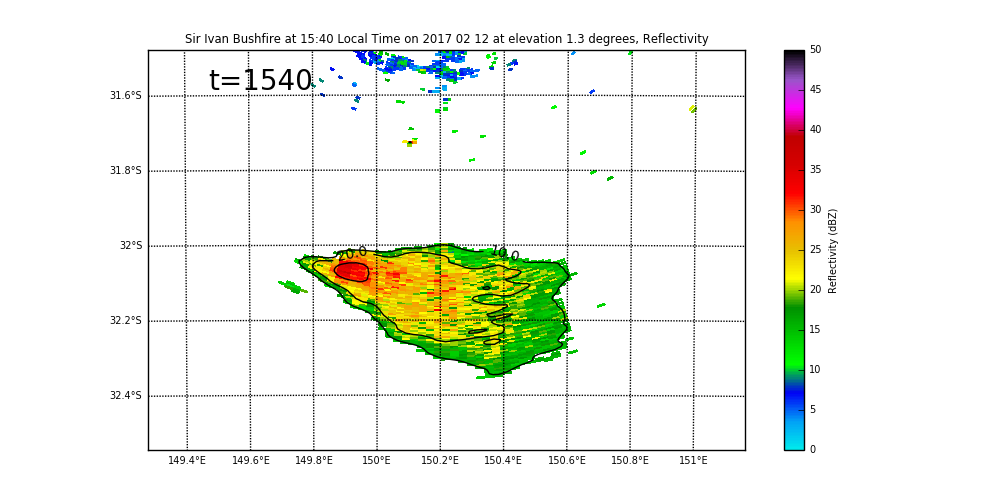 Sir Ivan Bushfire at 15:40 Local Time on 2017 02 12 at elevation 1.3 degrees, Reflectivity
t=1540
31.6°S
31.8°S
32°S
32.2°S
32.4°S
20.0
10.0
149.4°E 149.6°E 149.8°E 150°E 150.2°E 150.4°E 150.6°E 150.8°E 151°E
50
45
40
35
30
25
20
15
10
5
0
Reflectivity (dBZ)